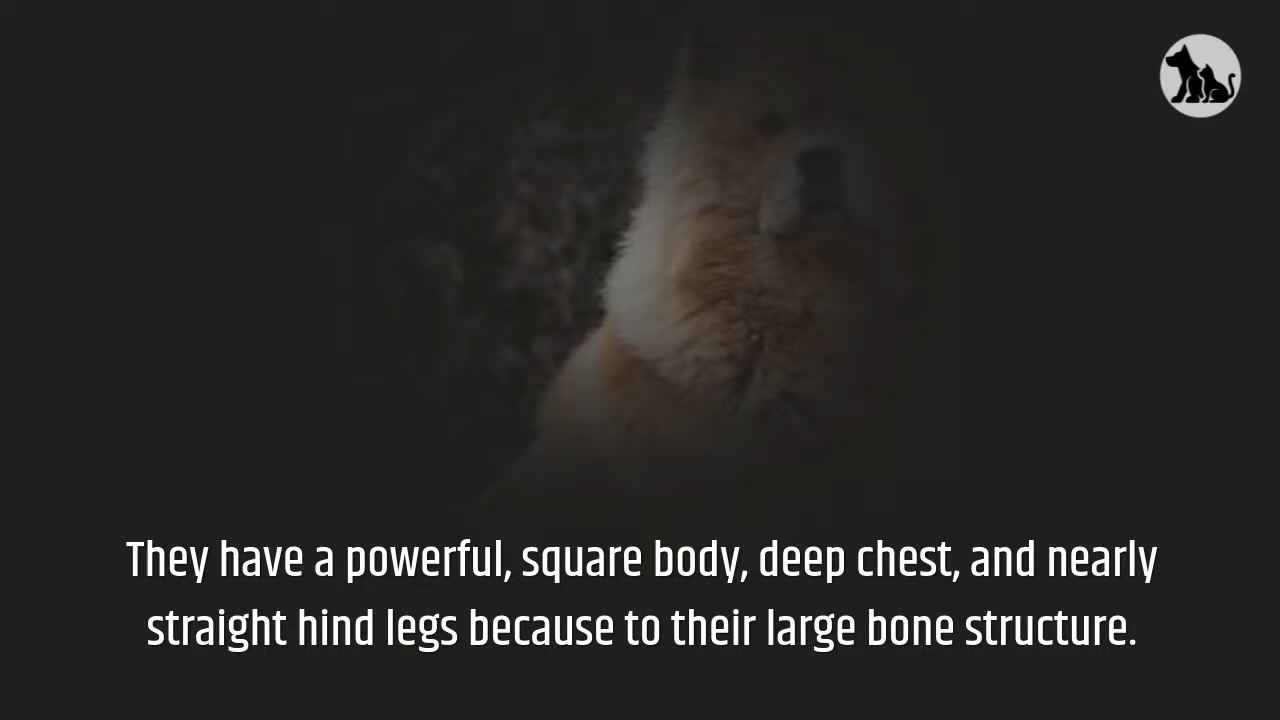 They have a powerful, square body, deep chest, and nearly
straight hind legs because to their large bone structure.